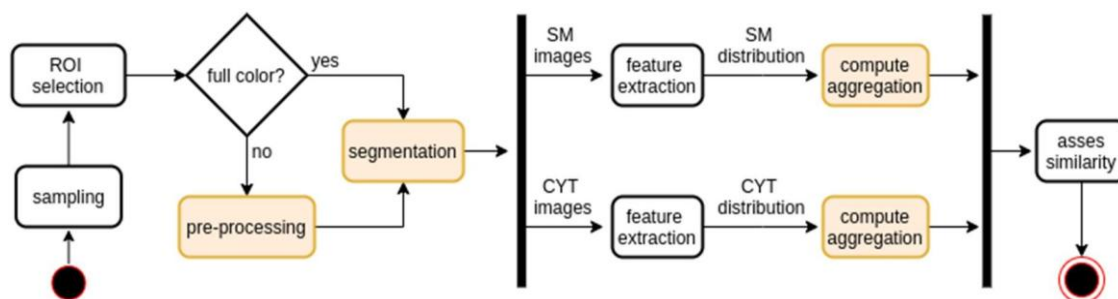 ROI
selection
full color?
yes
no
sampling
pre-processing
segmentation
SM
images
feature
extraction
SM
distribution
compute
aggregation
CYT
images
feature
extraction
CYT
distribution
compute
aggregation
asses
similarity